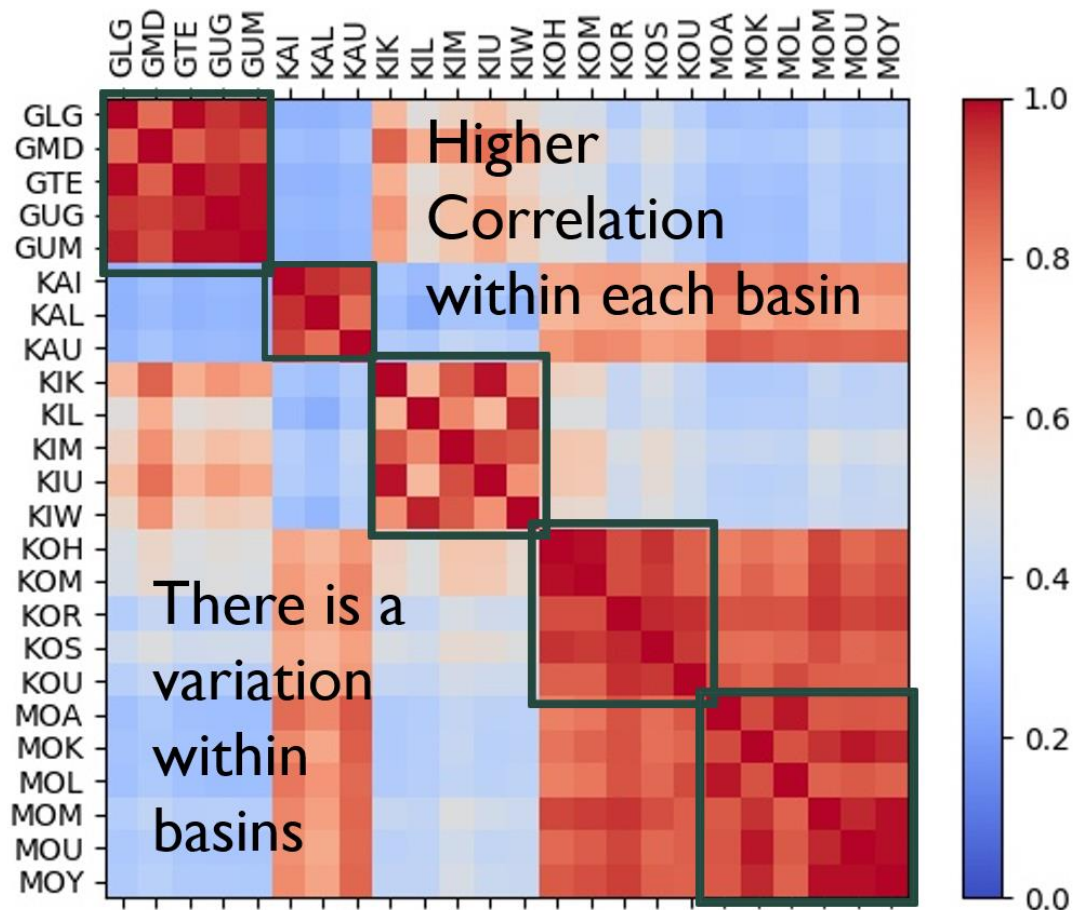 GLG GMD GTE GUG GUM KAI KAL KAU KIK KIL KIM KIU KIW KOH KOM KOR KOS KOU MOA MOK MOL MOM MOU MOY
GLG
GMD
GTE
GUG
GUM
KAI
KAL
KAU
KIK
KIL
KIM
KIU
KIW
KOH
KOM
KOR
KOS
KOU
MOA
MOK
MOL
MOM
MOU
MOY
Higher
Correlation
within each basin
There is a
variation
within
basins
1.0
0.8
0.6
0.4
0.2
0.0